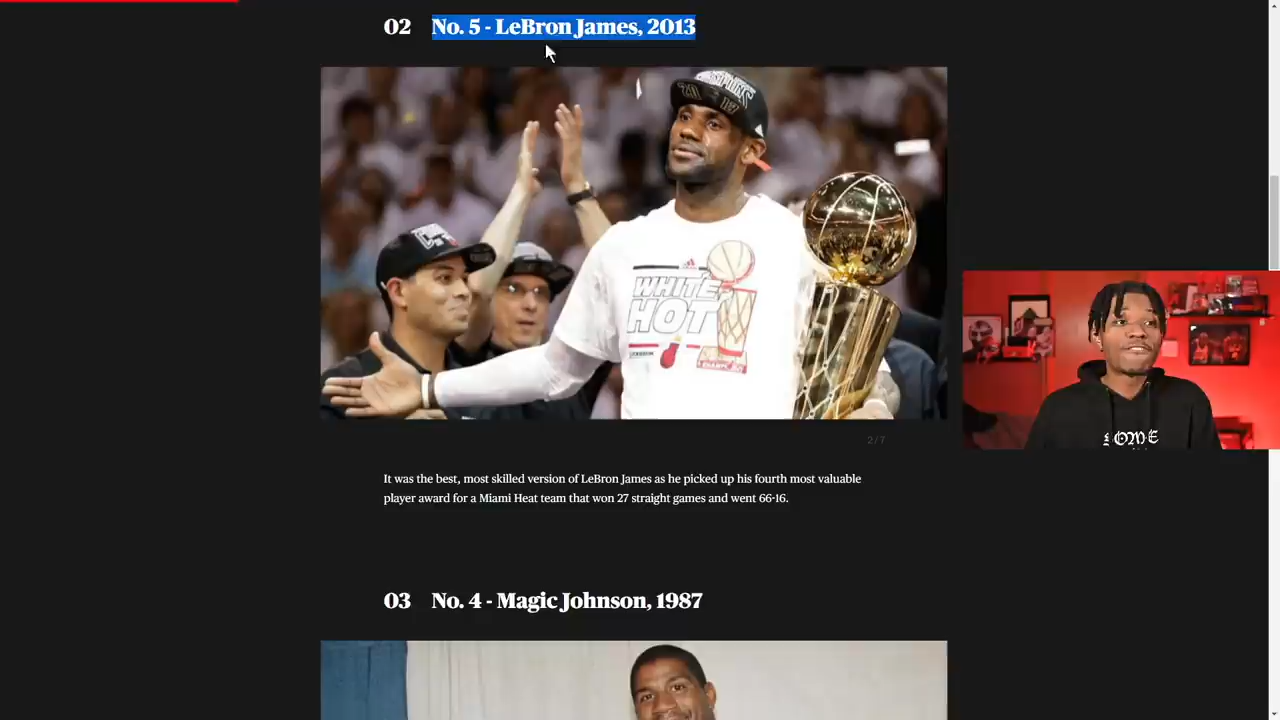 02 No. 5 - LeBron James, 2013
WHITE
HOT
2/7
It was the best, most skilled version of LeBron James as he picked up his fourth most valuable
player award for a Miami Heat team that won 27 straight games and went 66-16.
03 No. 4 - Magic Johnson, 1987